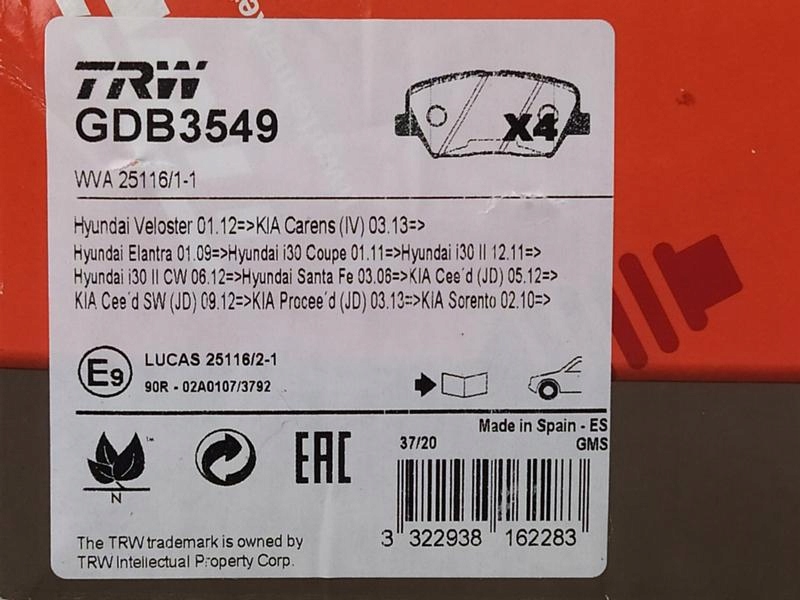 TRW
GDB3549
X4
WVA 25116/1-1
Hyundai Veloster 01.12=>KIA Carens (IV) 03.13=>
Hyundai Elantra 01.09=>Hyundai i30 Coupe 01.11=>Hyundai i30 II 12.11=>
Hyundai i30 II CW 06.12=>Hyundai Santa Fe 03.06=>KIA Cee'd (JD) 05.12=>
KIA Cee'd SW (JD) 09.12=>KIA Procee'd (JD) 03.13=>KIA Sorento 02.10=>
E9
LUCAS 25116/2-1
90R - 02A0107/3792
Made in Spain - ES
37/20 GMS
™
N
EAC
3 322938 162283
The TRW trademark is owned by
TRW Intellectual Property Corp.